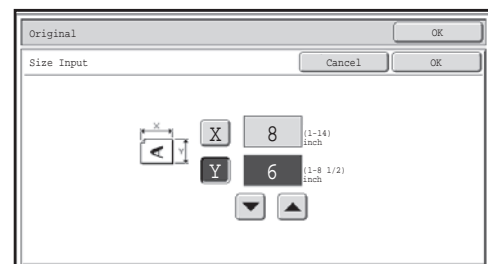 Original OK
Size Input Cancel OK
X
A Y X 8 (1-14)
inch
Y 6 (1-8 1/2)
inch